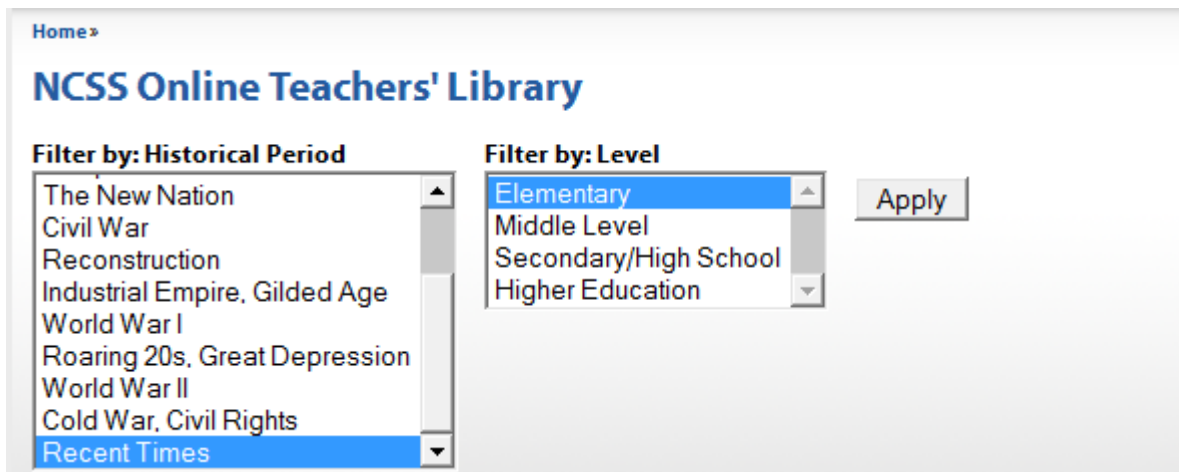 Home»
NCSS Online Teachers' Library
Filter by: Historical Period
The New Nation
Civil War
Reconstruction
Industrial Empire, Gilded Age
World War I
Roaring 20s, Great Depression
World War II
Cold War, Civil Rights
Recent Times
Filter by: Level
Elementary
Middle Level
Secondary/High School
Higher Education
Apply